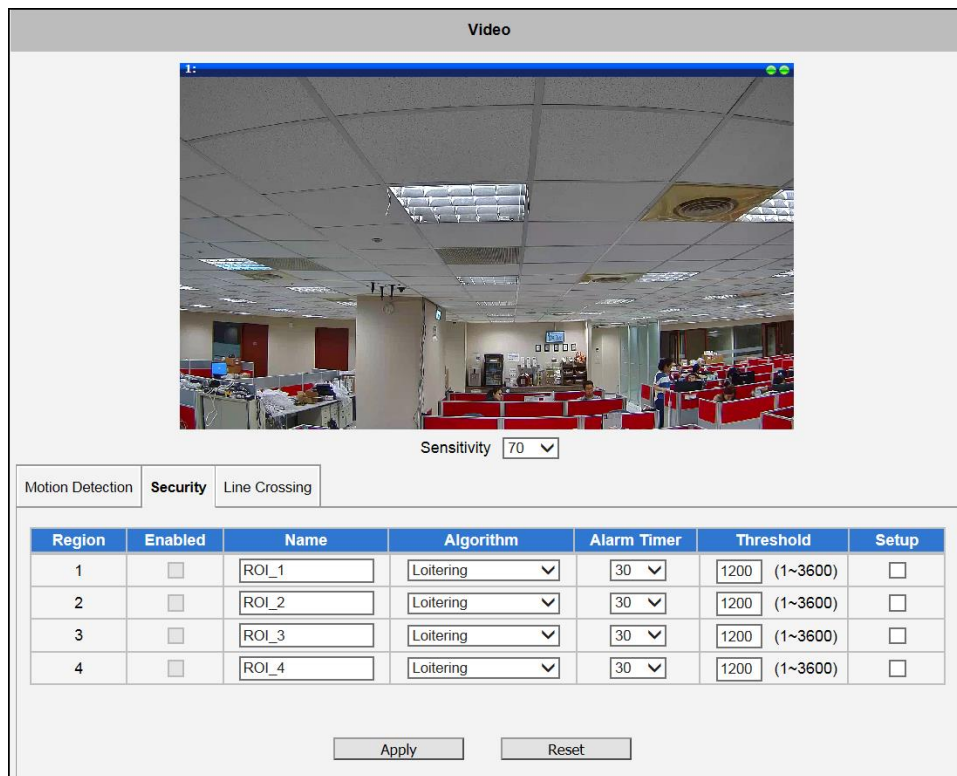 Video
1:
Sensitivity 70
Motion Detection Security Line Crossing
Region Enabled Name Algorithm Alarm Timer Threshold Setup
1 ROI_1 Loitering 30 1200 (1~3600)
2 ROI_2 Loitering 30 1200 (1~3600)
3 ROI_3 Loitering 30 1200 (1~3600)
4 ROI_4 Loitering 30 1200 (1~3600)
Apply Reset